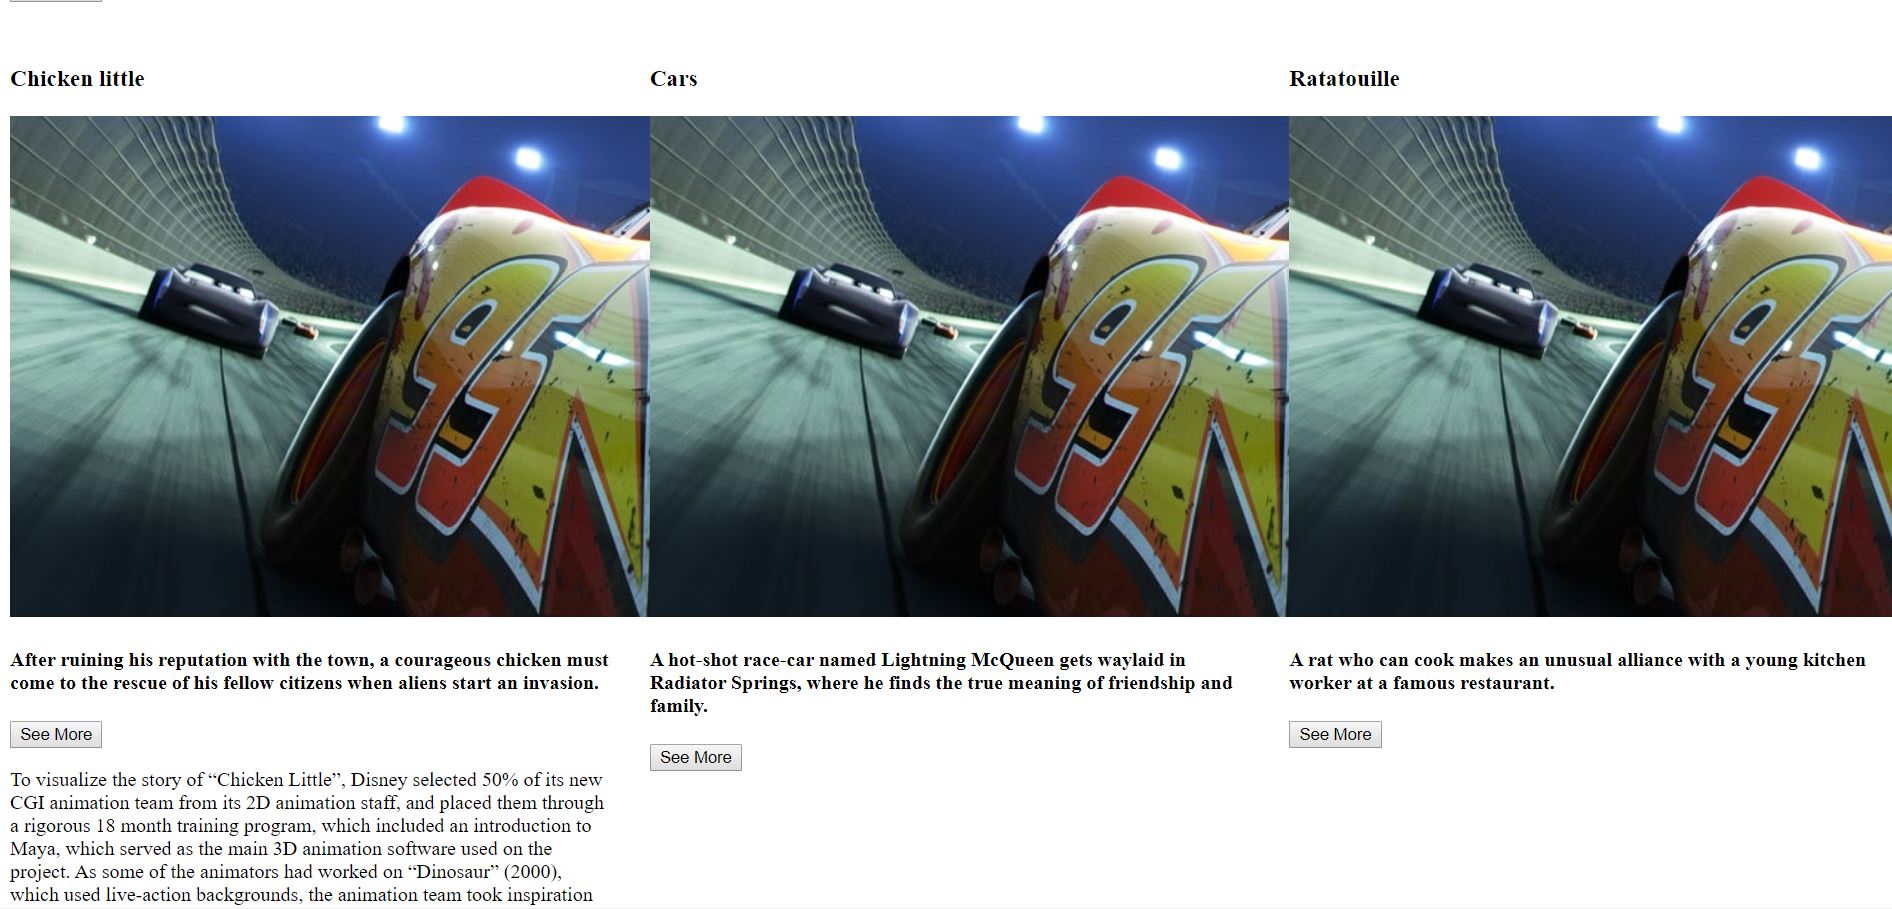 Chicken little
Cars
Ratatouille
95
95
95
After ruining his reputation with the town, a courageous chicken must
come to the rescue of his fellow citizens when aliens start an invasion.
See More
To visualize the story of “Chicken Little”, Disney selected 50% of its new
CGI animation team from its 2D animation staff, and placed them through
a rigorous 18 month training program, which included an introduction to
Maya, which served as the main 3D animation software used on the
project. As some of the animators had worked on “Dinosaur” (2000),
which used live-action backgrounds, the animation team took inspiration
A hot-shot race-car named Lightning McQueen gets waylaid in
Radiator Springs, where he finds the true meaning of friendship and
family.
See More
A rat who can cook makes an unusual alliance with a young kitchen
worker at a famous restaurant.
See More